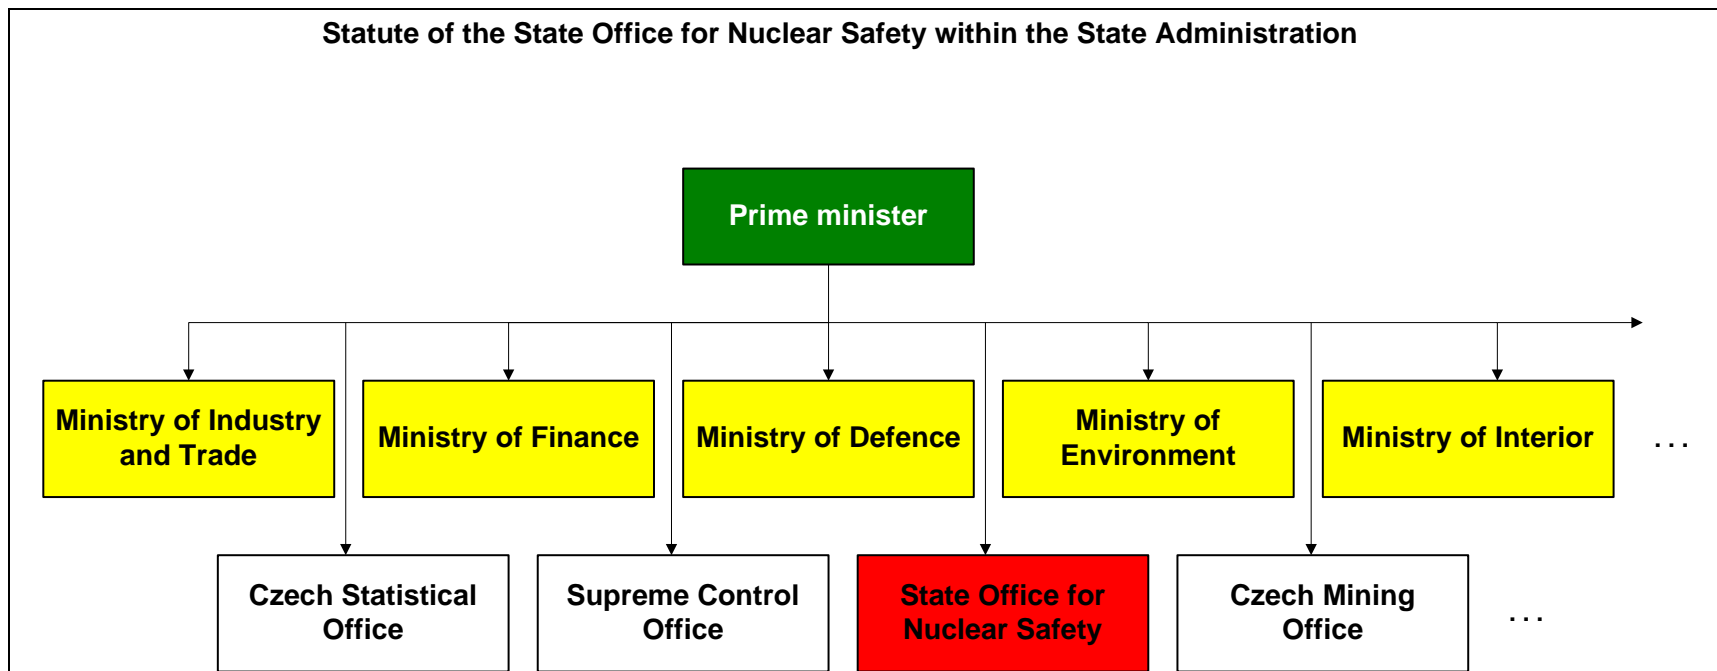 Statute of the State Office for Nuclear Safety within the State Administration
Prime minister
Ministry of Industry
and Trade
Ministry of Finance
Ministry of Defence
Ministry of
Environment
Ministry of Interior
. . .
Czech Statistical
Office
Supreme Control
Office
State Office for
Nuclear Safety
Czech Mining
Office
. . .